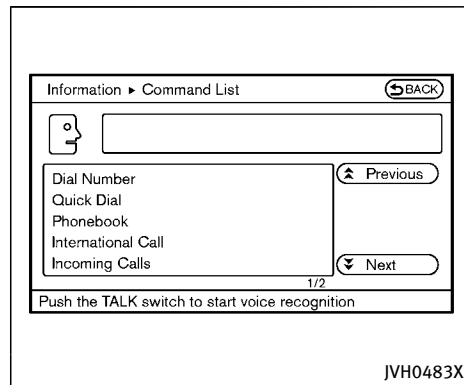 Information ▸ Command List
BACK
Dial Number
Previous
Quick Dial
Phonebook
International Call
Incoming Calls
Next
1/2
Push the TALK switch to start voice recognition
JVH0483X